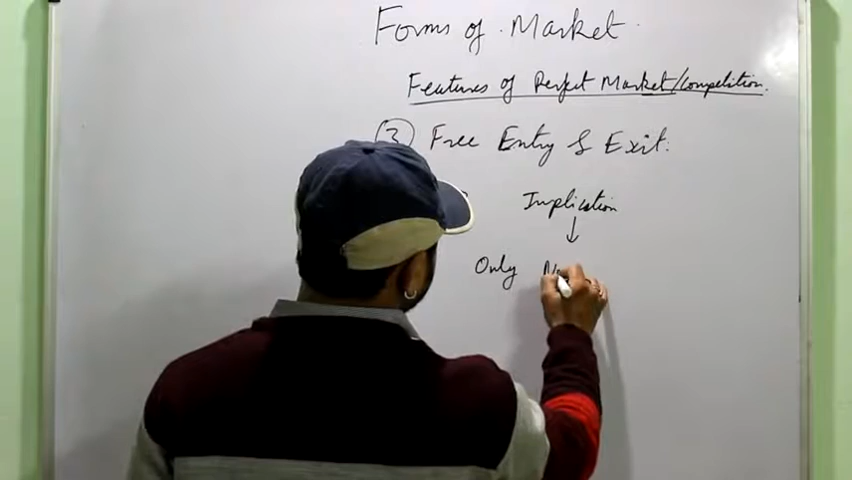 Forms of Market
Features of Perfect Market/Competition.
3 Free Entry & Exit.
Implication
↓
Only